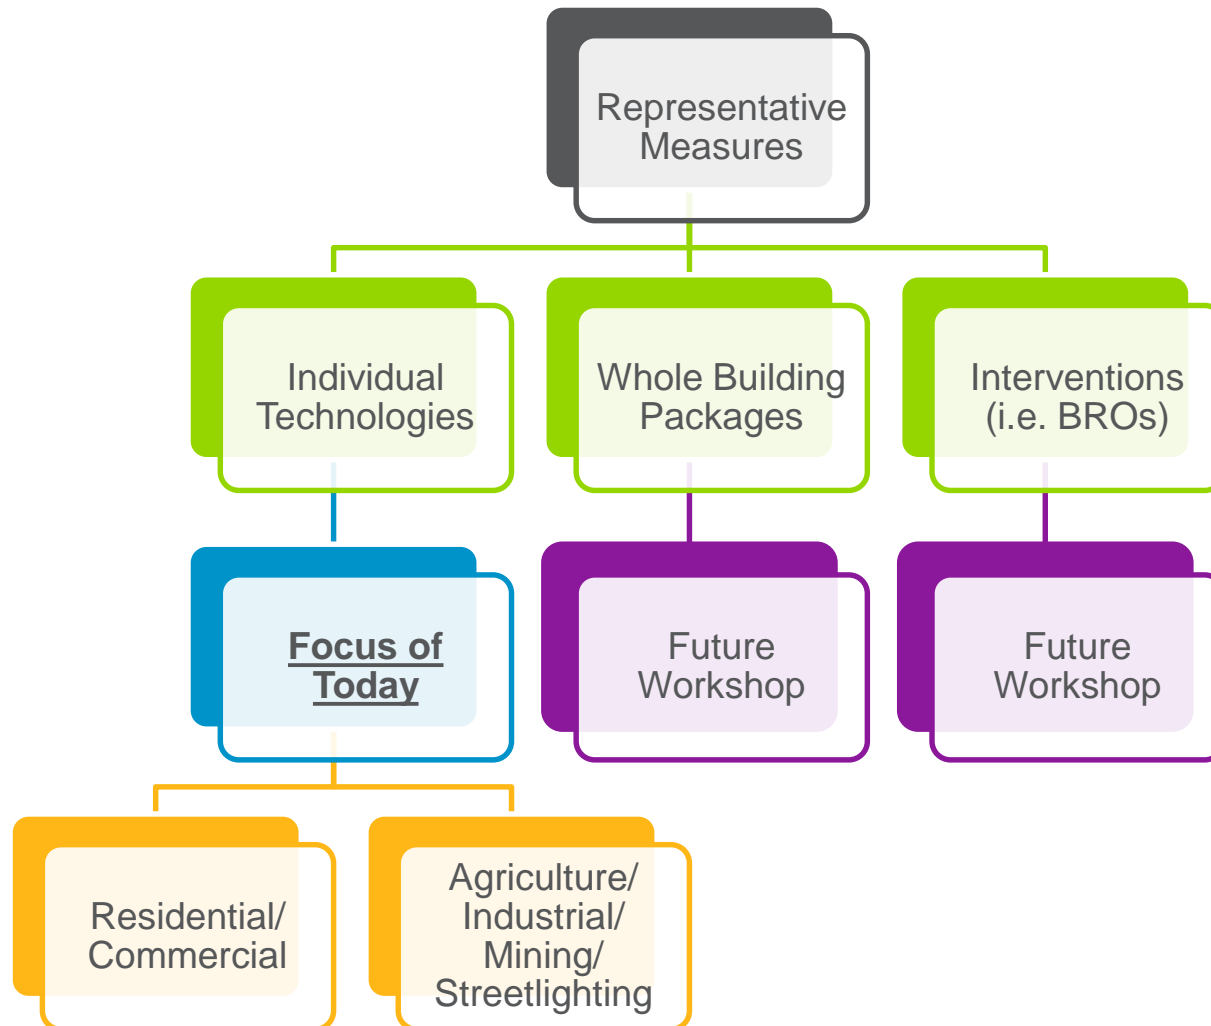 Representative
Measures
Individual
Technologies
Whole Building
Packages
Interventions
(i.e. BROs)
Focus of
Today
Future
Workshop
Future
Workshop
Residential/
Commercial
Agriculture/
Industrial/
Mining/
Streetlighting